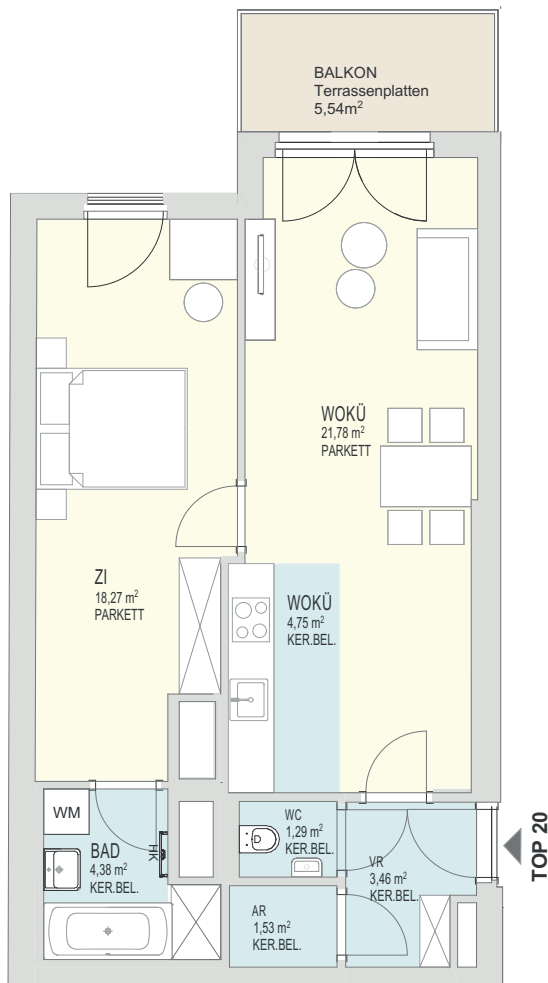 BALKON
Terrassenplatten
5,54m²
WOKÜ
21,78 m²
PARKETT
ZI
18,27 m²
PARKETT
WOKÜ
4,75 m²
KER.BEL.
WM
BAD
4,38 m²
KER.BEL.
HK
WC
1,29 m²
KER.BEL.
D
VR
3,46 m²
KER.BEL.
AR
1,53 m²
KER.BEL.
TOP 20